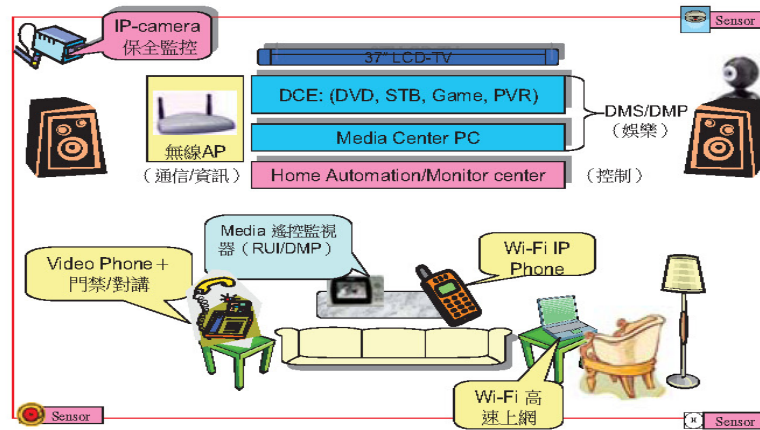 IP-camera
保全監控
Sensor
37" LCD-TV
DCE: (DVD, STB, Game, PVR)
Media Center PC
DMS/DMP
（娛樂）
無線AP
（通信/資訊）
Home Automation/Monitor center
（控制）
Media 遙控監視
器（RUI/DMP）
Wi-Fi IP
Phone
Video Phone＋
門禁/對講
Wi-Fi 高
速上網
Sensor
H
Sensor